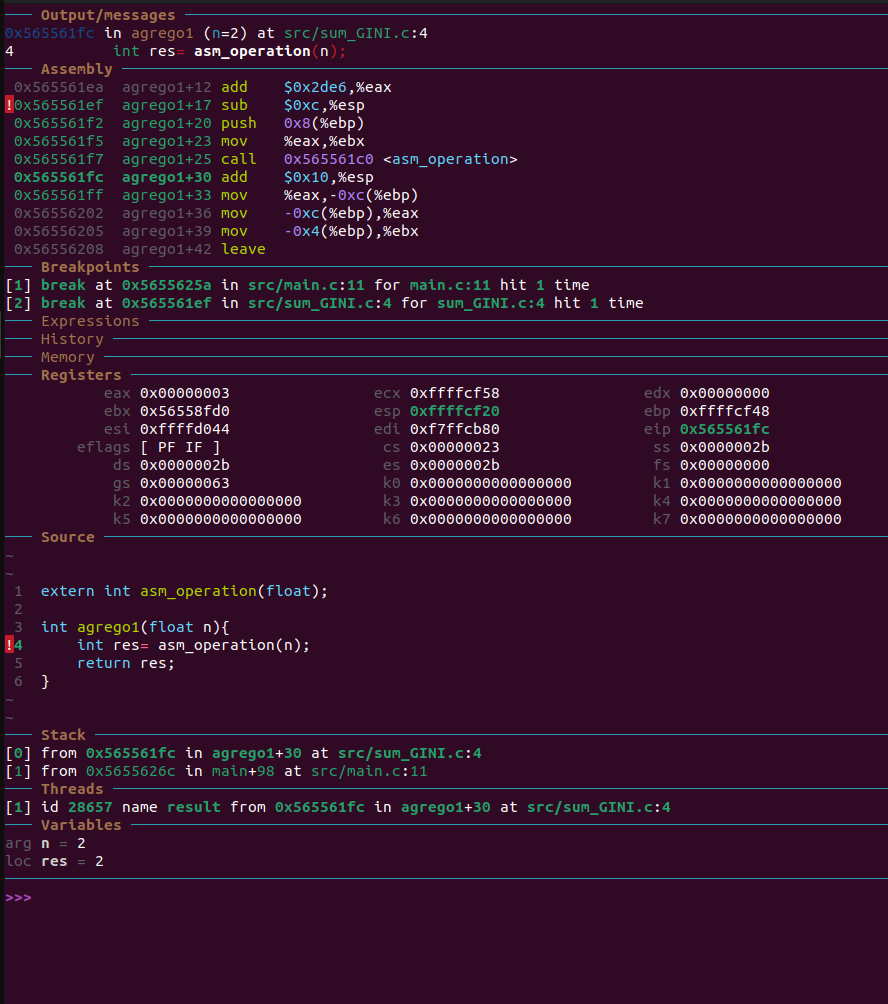 Output/messages
0x565561fc in agrego1 (n=2) at src/sum_GINI.c:4
4 int res= asm_operation(n);
Assembly
0x565561ea agrego1+12 add $0x2de6,%eax
!0x565561ef agrego1+17 sub $0xc,%esp
0x565561f2 agrego1+20 push 0x8(%ebp)
0x565561f5 agrego1+23 mov %eax,%ebx
0x565561f7 agrego1+25 call 0x565561c0 <asm_operation>
0x565561fc agrego1+30 add $0x10,%esp
0x565561ff agrego1+33 mov %eax,-0xc(%ebp)
0x56556202 agrego1+36 mov -0xc(%ebp),%eax
0x56556205 agrego1+39 mov -0x4(%ebp),%ebx
0x56556208 agrego1+42 leave
Breakpoints
[1] break at 0x5655625a in src/main.c:11 for main.c:11 hit 1 time
[2] break at 0x565561ef in src/sum_GINI.c:4 for sum_GINI.c:4 hit 1 time
Expressions
History
Memory
Registers
eax 0x00000003 ecx 0xffffcf58 edx 0x00000000
ebx 0x56558fd0 esp 0xffffcf20 ebp 0xffffcf48
esi 0xffffd044 edi 0xf7ffcb80 eip 0x565561fc
eflags [ PF IF ] cs 0x00000023 ss 0x0000002b
ds 0x0000002b es 0x0000002b fs 0x00000000
gs 0x00000063 k0 0x0000000000000000 k1 0x0000000000000000
k2 0x0000000000000000 k3 0x0000000000000000 k4 0x0000000000000000
k5 0x0000000000000000 k6 0x0000000000000000 k7 0x0000000000000000
Source
~
~
1 extern int asm_operation(float);
2
3 int agrego1(float n){
!4 int res= asm_operation(n);
5 return res;
6 }
~
~
Stack
[0] from 0x565561fc in agrego1+30 at src/sum_GINI.c:4
[1] from 0x5655626c in main+98 at src/main.c:11
Threads
[1] id 28657 name result from 0x565561fc in agrego1+30 at src/sum_GINI.c:4
Variables
arg n = 2
loc res = 2
>>>